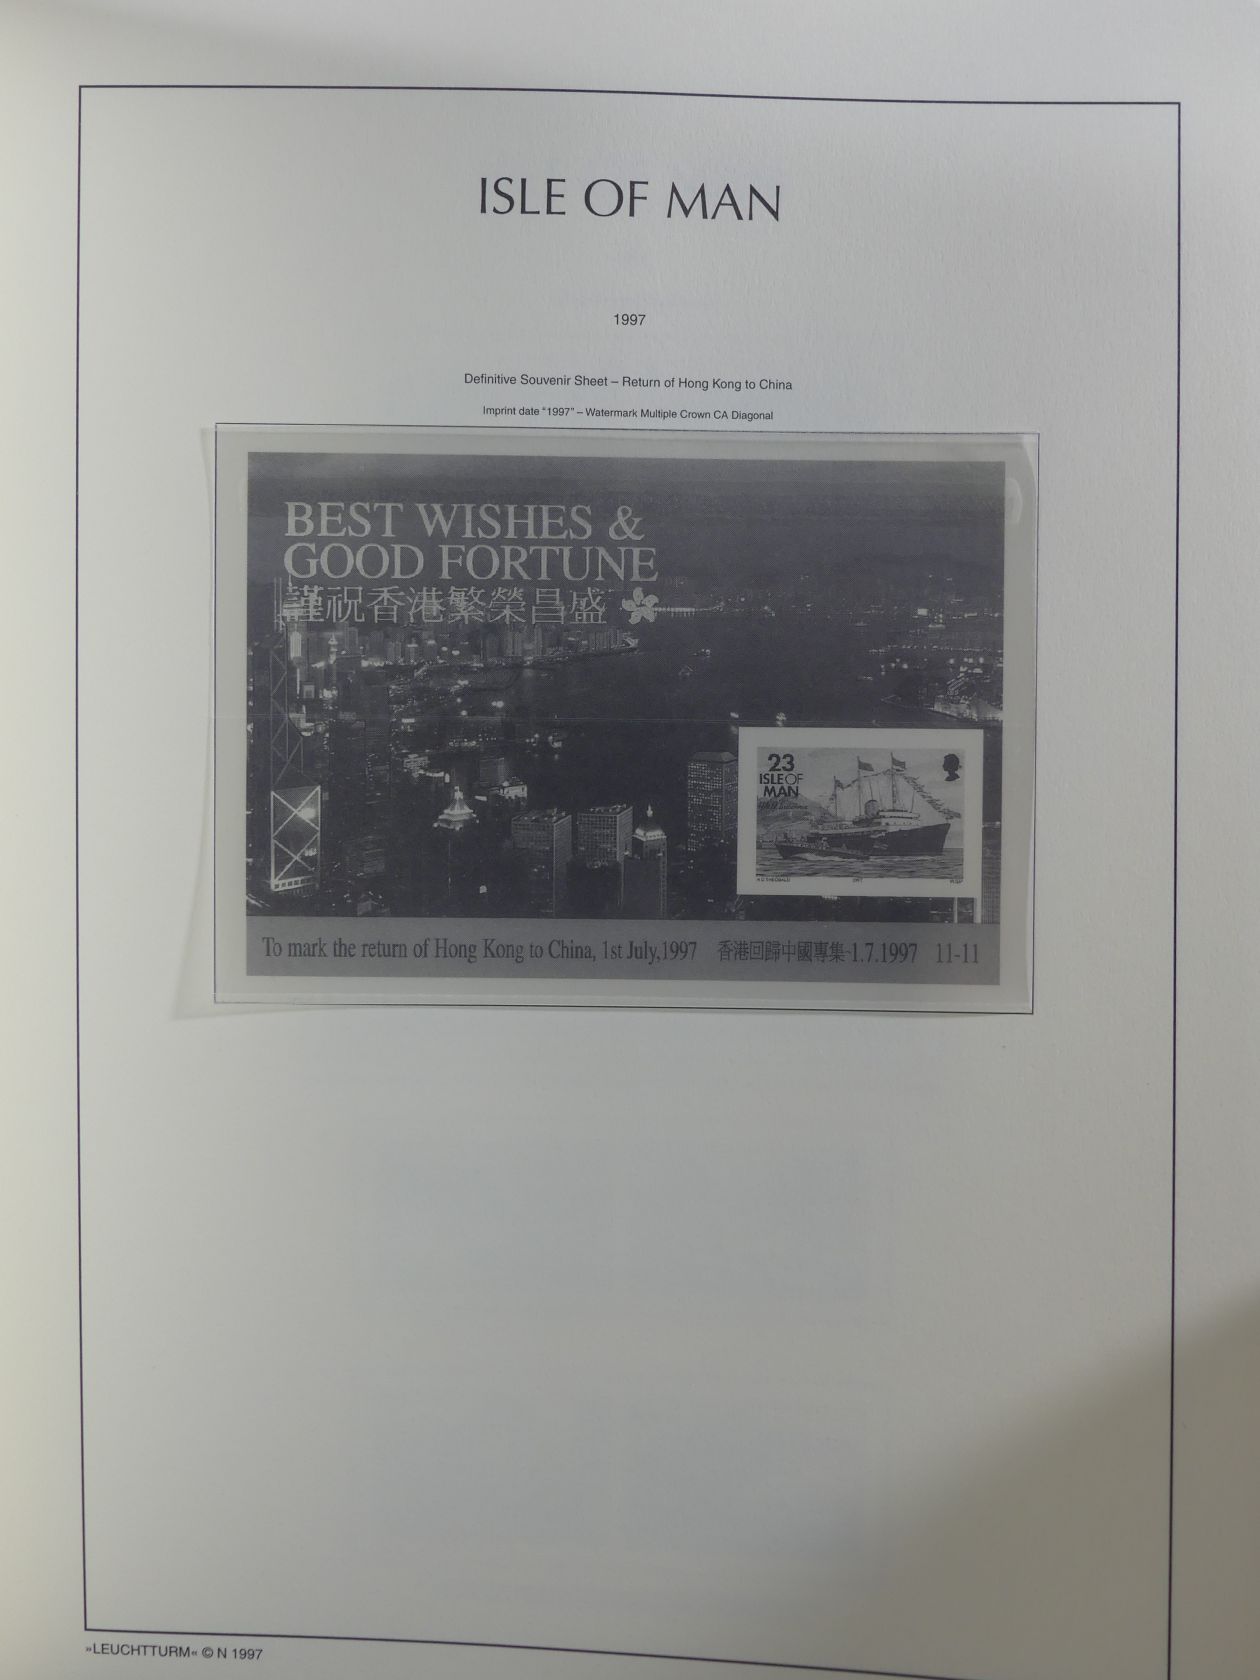 ISLE OF MAN
1997
Definitive Souvenir Sheet – Return of Hong Kong to China
Imprint date "1997" – Watermark Multiple Crown CA Diagonal
BEST WISHES &
GOOD FORTUNE
謹祝香港繁榮昌盛
23
ISLE OF
MAN
1997
To mark the return of Hong Kong to China, 1st July,1997 香港回歸中國專集-1.7.1997 11-11
»LEUCHTTURM« © N 1997